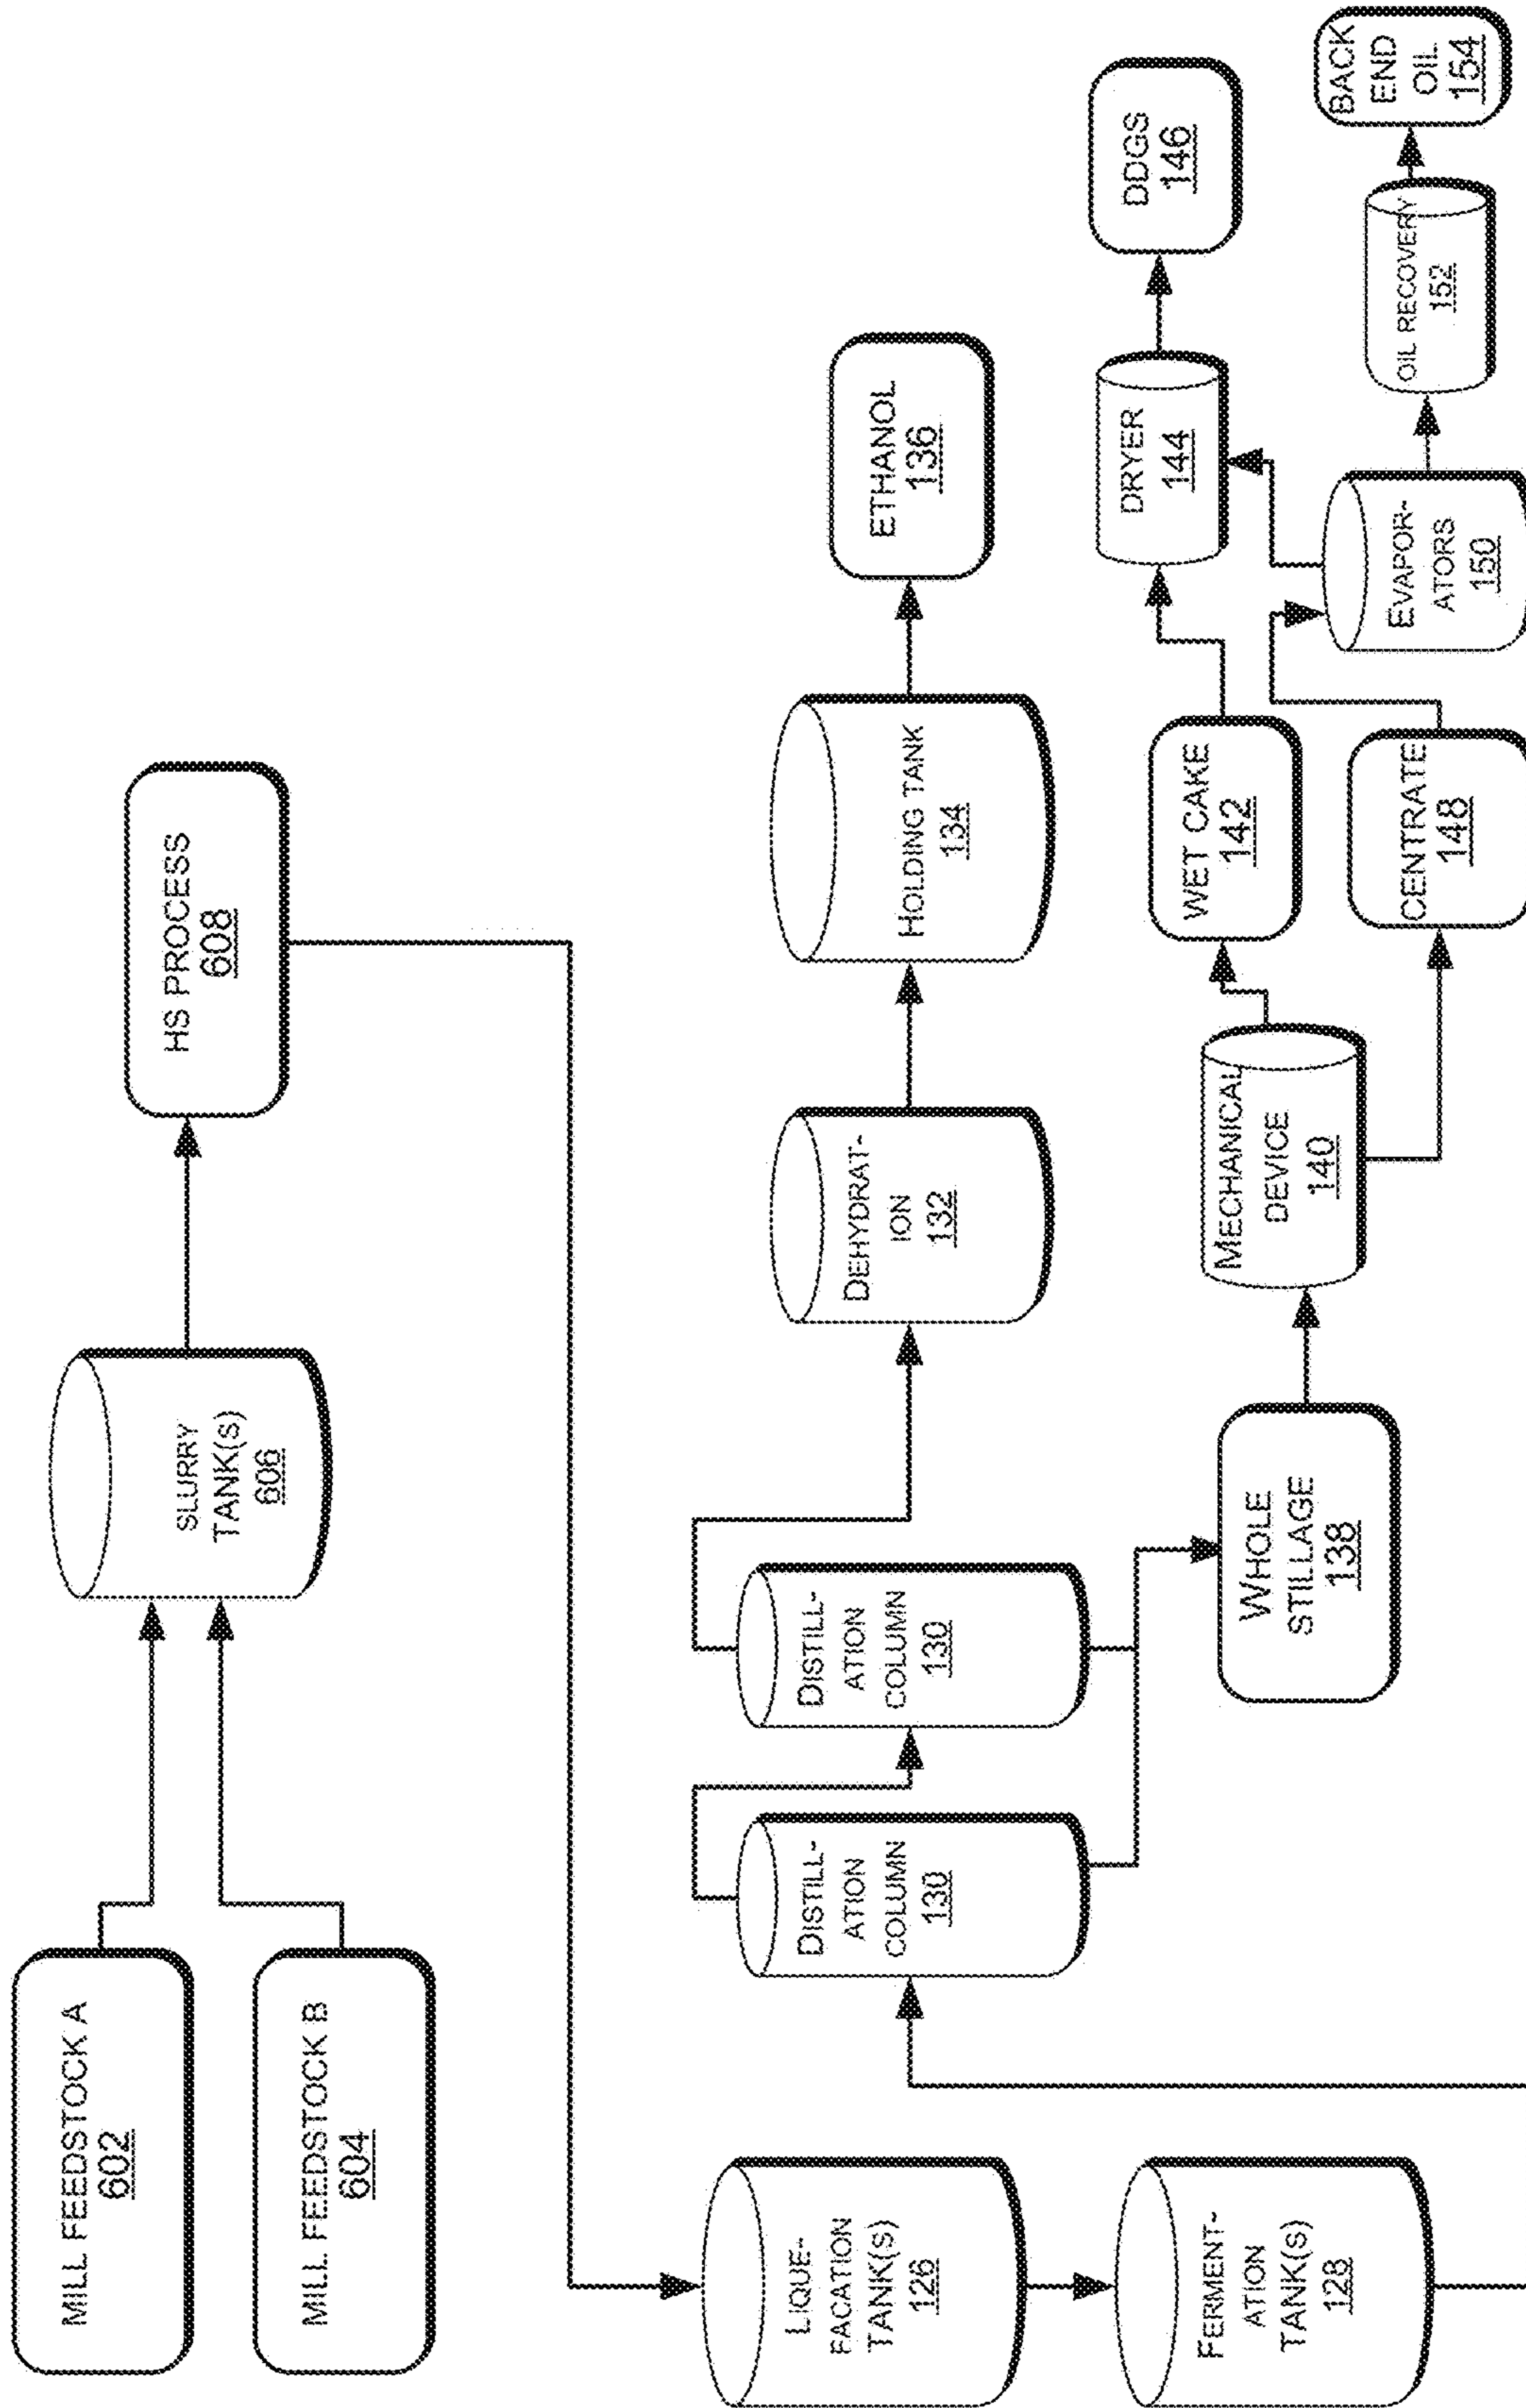 MILL FEEDSTOCK A
602
MILL FEEDSTOCK B
604
SLURRY
TANK(S)
606
HS PROCESS
608
LIQUE-
FACATION
TANK(S)
126
FERMENT-
ATION
TANK(S)
128
DISTILL-
ATION
COLUMN
130
DISTILL-
ATION
COLUMN
130
DEHYDRAT-
ION
132
HOLDING TANK
134
ETHANOL
136
WHOLE
STILLAGE
138
MECHANICAL
DEVICE
140
WET CAKE
142
DRYER
144
DDGS
146
CENTRATE
148
EVAPOR-
ATORS
150
OIL RECOVERY
152
BACK
END
OIL
154